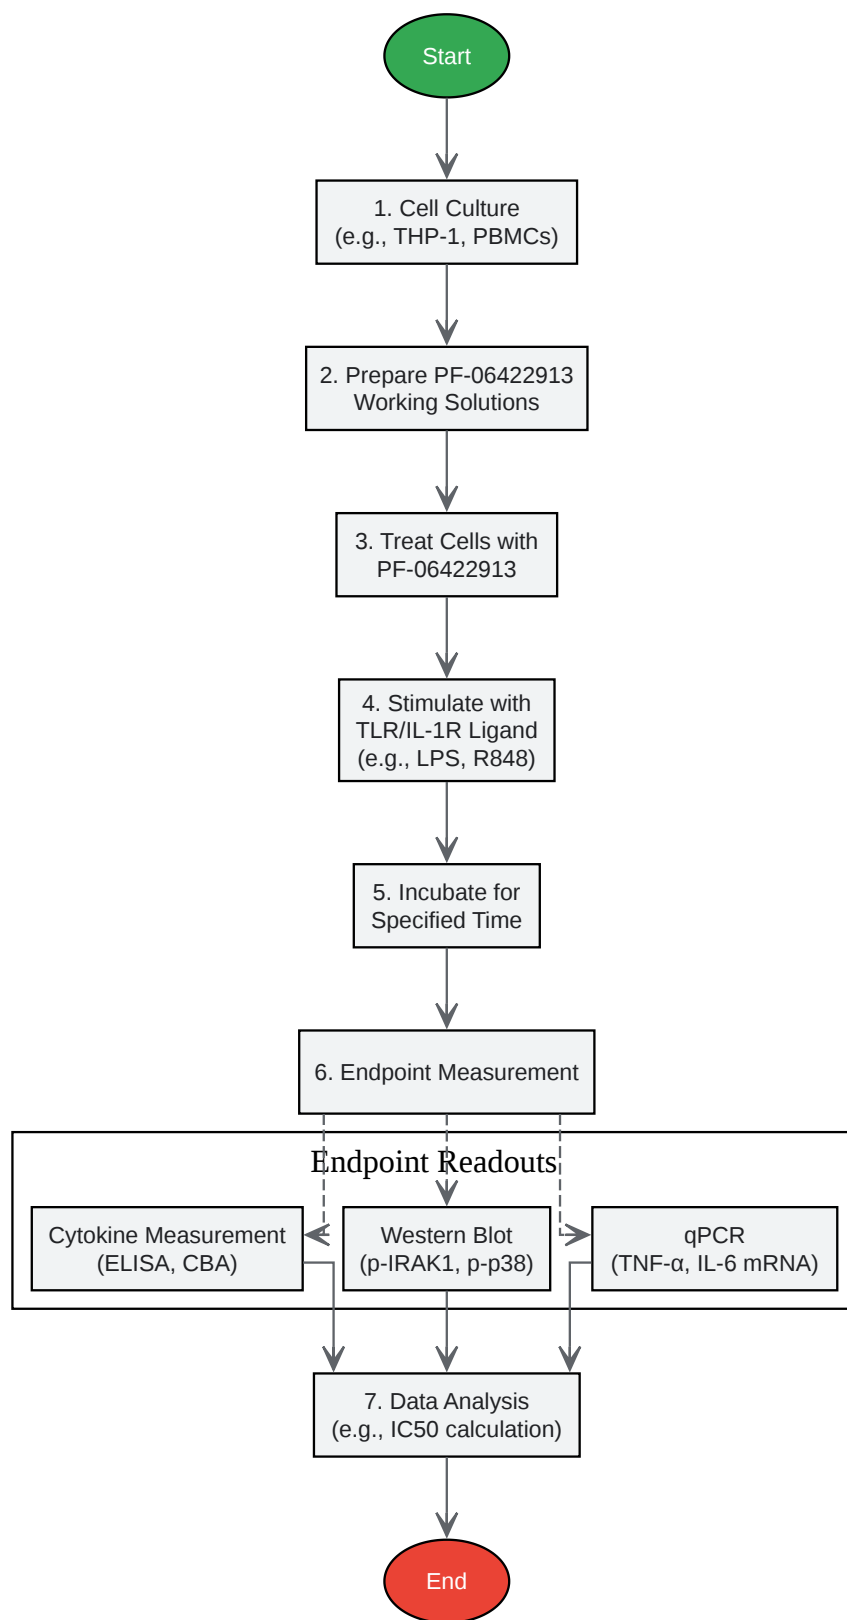 Start
1. Cell Culture
(e.g., THP-1, PBMCs)
2. Prepare PF-06422913
Working Solutions
3. Treat Cells with
PF-06422913
4. Stimulate with
TLR/IL-1R Ligand
(e.g., LPS, R848)
5. Incubate for
Specified Time
6. Endpoint Measurement
Endpoint Readouts
Cytokine Measurement
(ELISA, CBA)
Western Blot
(p-IRAK1, p-p38)
qPCR
(TNF-α, IL-6 mRNA)
7. Data Analysis
(e.g., IC50 calculation)
End